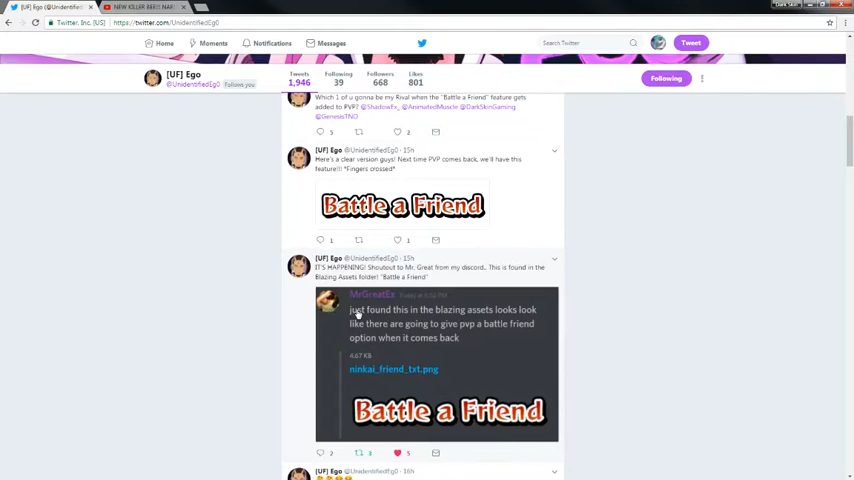 [UF] Ego (@UnidentifiedEg0
Twitter, Inc. [US]
https://twitter.com/UnidentifiedEg0
Home
Moments
Notifications
Messages
Search Twitter
Tweet
[UF] Ego
@UnidentifiedEg0 Follows you
Tweets
1,946
Following
39
Followers
668
Likes
801
Following
Which 1 of u gonna be my Rival when the "Battle a Friend" feature gets
added to PVP? @ShadowEx_ @AnimatedMuscle @DarkSkinGaming
@GenesisTNO
5
2
[UF] Ego @UnidentifiedEg0 · 15h
Here's a clear version guys! Next time PVP comes back, we'll have this
feature!!! *Fingers crossed*
Battle a Friend
1
1
[UF] Ego @UnidentifiedEg0 · 15h
IT'S HAPPENING! Shoutout to Mr. Great from my discord.. This is found in the
Blazing Assets folder! "Battle a Friend"
MrGreatEx
just found this in the blazing assets looks look
like there are going to give pvp a battle friend
option when it comes back
4.67 KB
ninkai_friend_txt.png
Battle a Friend
2
3
5
[UF] Ego @UnidentifiedEg0 · 16h